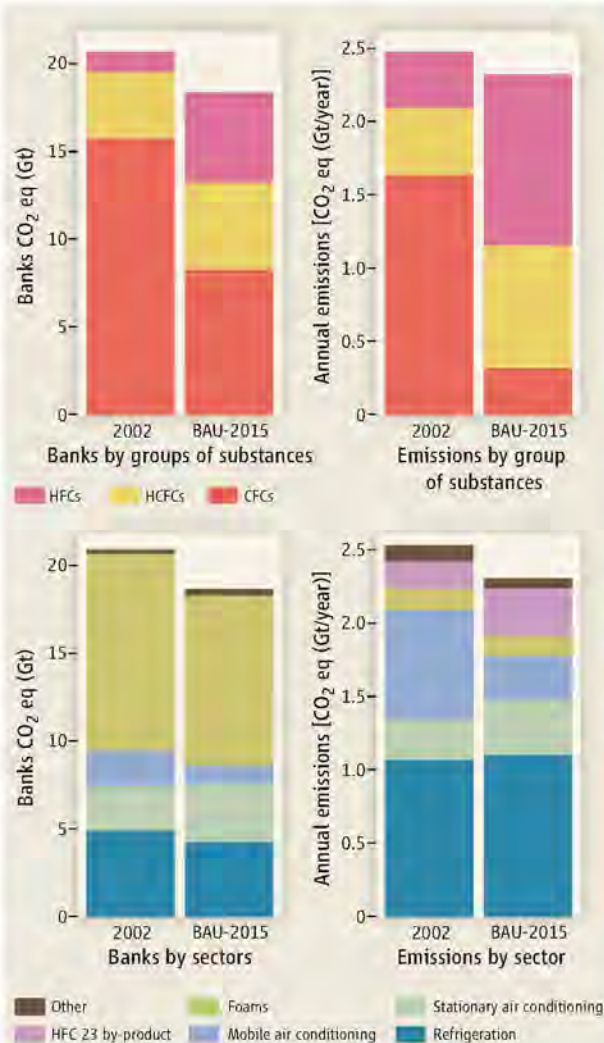 Banks CO₂ eq (Gt)
20
15
10
5
0
2002
BAU-2015
Banks by groups of substances
Annual emissions [CO₂ eq (Gt/year)]
2.5
2.0
1.5
1.0
0.5
0
2002
BAU-2015
Emissions by group
of substances
HFCs
HCFCs
CFCs
Banks CO₂ eq (Gt)
20
15
10
5
0
2002
BAU-2015
Banks by sectors
Annual emissions [CO₂ eq (Gt/year)]
2.5
2.0
1.5
1.0
0.5
0
2002
BAU-2015
Emissions by sector
Other
Foams
Stationary air conditioning
HFC 23 by-product
Mobile air conditioning
Refrigeration